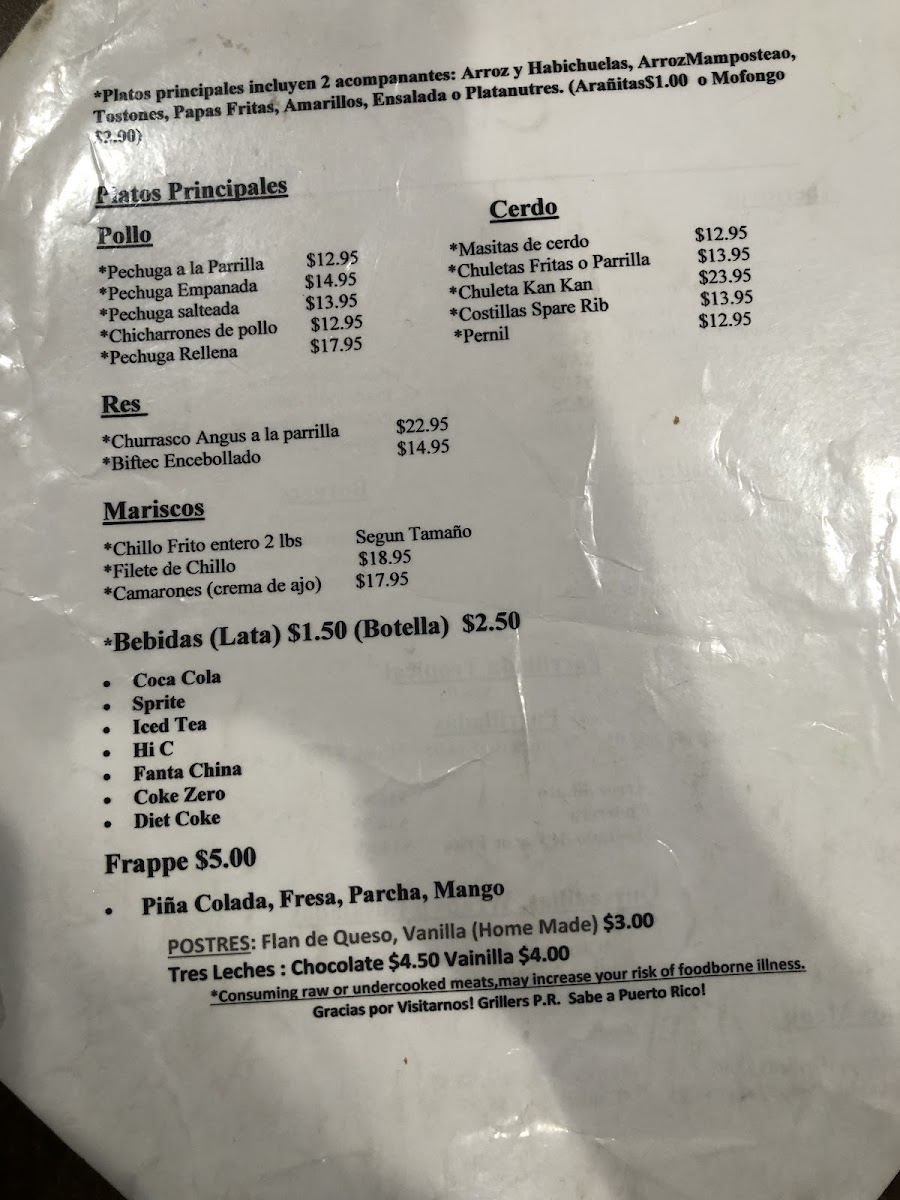 *Platos principales incluyen 2 acompanantes: Arroz y Habichuelas, ArrozMamposteao,
Tostones, Papas Fritas, Amarillos, Ensalada o Platanutres. (Arañitas$1.00 o Mofongo
$2.00)
Platos Principales
Pollo
*Pechuga a la Parrilla $12.95
*Pechuga Empanada $14.95
*Pechuga salteada $13.95
*Chicharrones de pollo $12.95
*Pechuga Rellena $17.95
Cerdo
*Masitas de cerdo $12.95
*Chuletas Fritas o Parrilla $13.95
*Chuleta Kan Kan $23.95
*Costillas Spare Rib $13.95
*Pernil $12.95
Res
*Churrasco Angus a la parrilla $22.95
*Biftec Encebollado $14.95
Mariscos
*Chillo Frito entero 2 lbs Segun Tamaño
*Filete de Chillo $18.95
*Camarones (crema de ajo) $17.95
*Bebidas (Lata) $1.50 (Botella) $2.50
• Coca Cola
• Sprite
• Iced Tea
• Hi C
• Fanta China
• Coke Zero
• Diet Coke
Frappe $5.00
• Piña Colada, Fresa, Parcha, Mango
POSTRES: Flan de Queso, Vanilla (Home Made) $3.00
Tres Leches : Chocolate $4.50 Vainilla $4.00
*Consuming raw or undercooked meats,may increase your risk of foodborne illness.
Gracias por Visitarnos! Grillers P.R. Sabe a Puerto Rico!